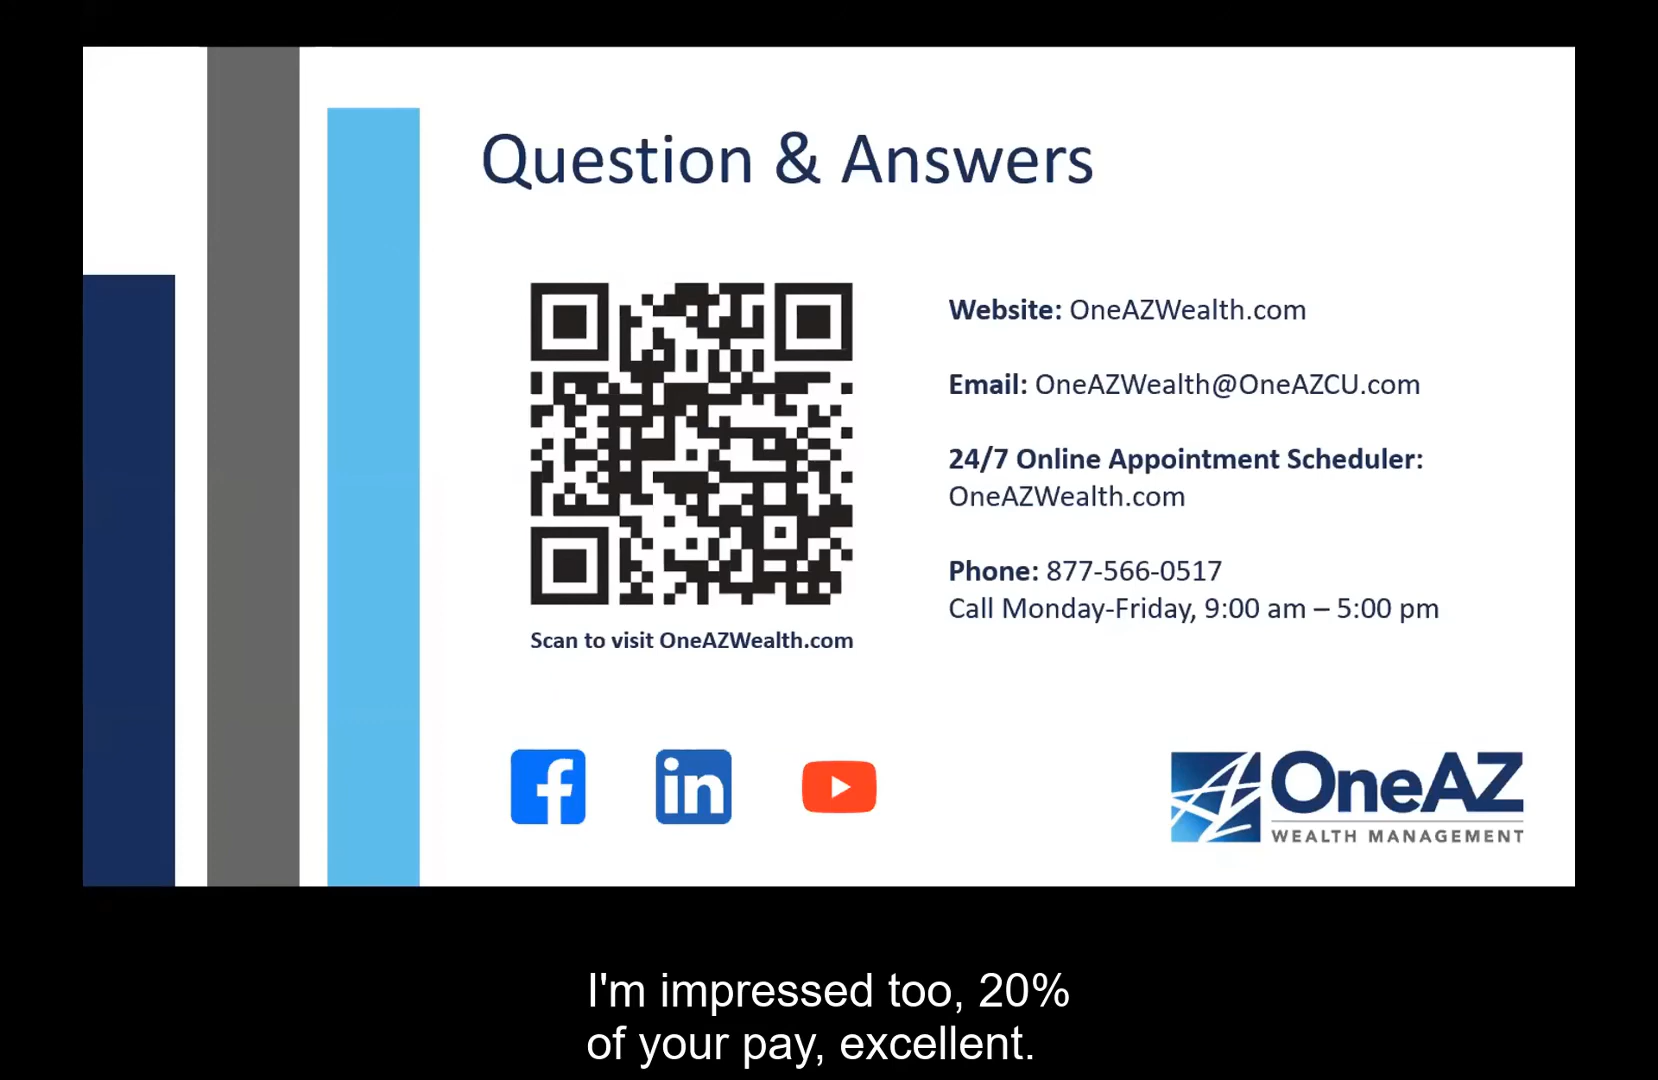 Question & Answers
Website: OneAZWealth.com
Email: OneAZWealth@OneAZCU.com
24/7 Online Appointment Scheduler:
OneAZWealth.com
Phone: 877-566-0517
Call Monday-Friday, 9:00 am – 5:00 pm
Scan to visit OneAZWealth.com
f
in
OneAZ
WEALTH MANAGEMENT
I'm impressed too, 20%
of your pay, excellent.